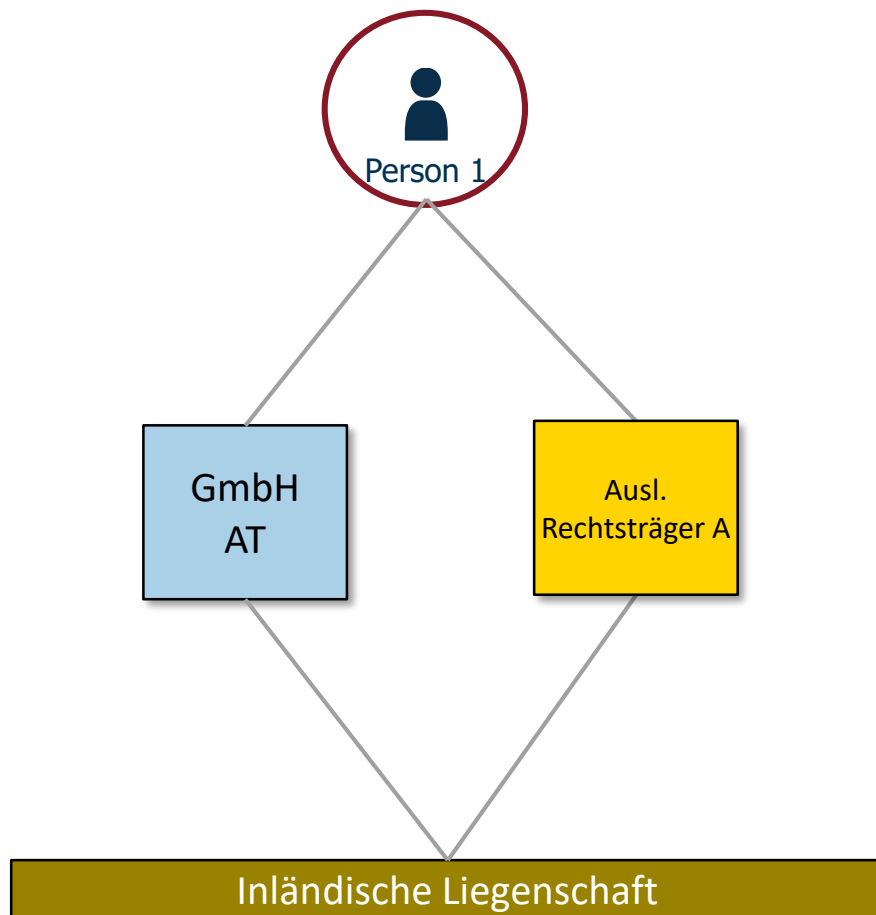 Person 1
GmbH
AT
Ausl.
Rechtsträger A
Inländische Liegenschaft